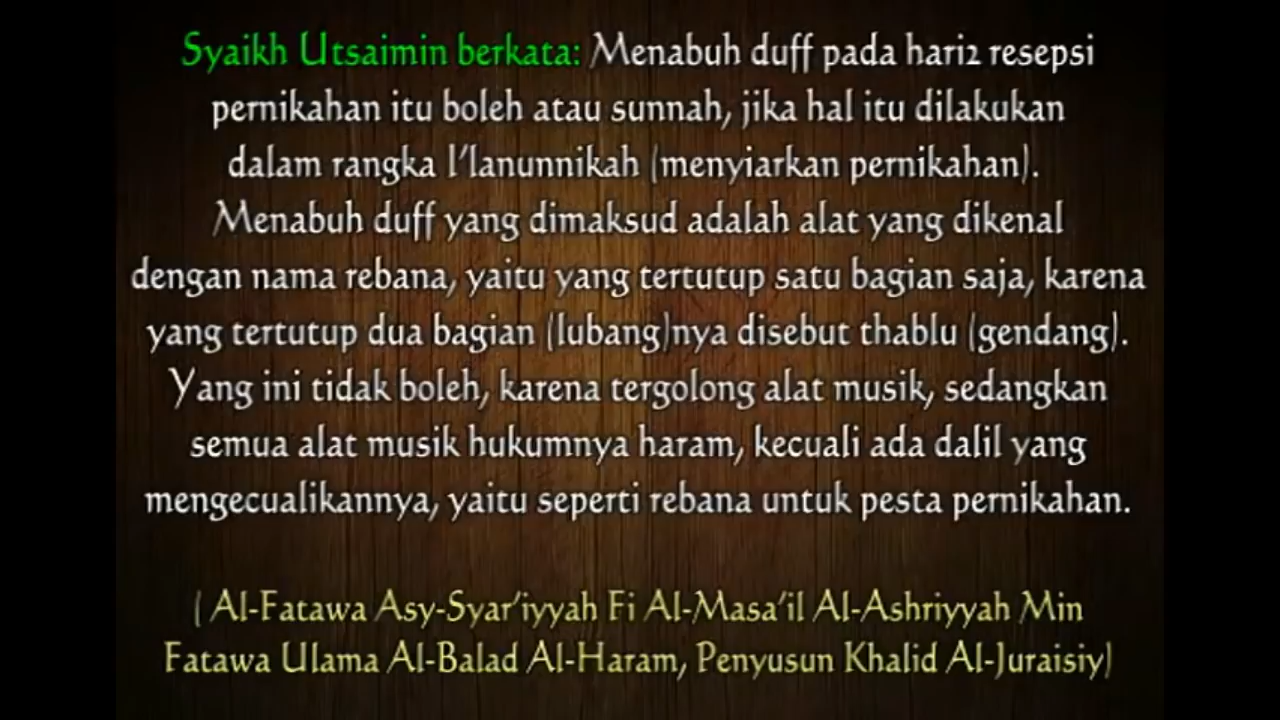 Syaikh Utsaimin berkata: Menabuh duff pada hari2 resepsi
pernikahan itu boleh atau sunnah, jika hal itu dilakukan
dalam rangka I'lanunnikah (menyiarkan pernikahan).
Menabuh duff yang dimaksud adalah alat yang dikenal
dengan nama rebana, yaitu yang tertutup satu bagian saja, karena
yang tertutup dua bagian (lubang)nya disebut thablu (gendang).
Yang ini tidak boleh, karena tergolong alat musik, sedangkan
semua alat musik hukumnya haram, kecuali ada dalil yang
mengecualikannya, yaitu seperti rebana untuk pesta pernikahan.
( Al-Fatawa Asy-Syar'iyyah Fi Al-Masa'il Al-Ashriyyah Min
Fatawa Ulama Al-Balad Al-Haram, Penyusun Khalid Al-Juraisiy)